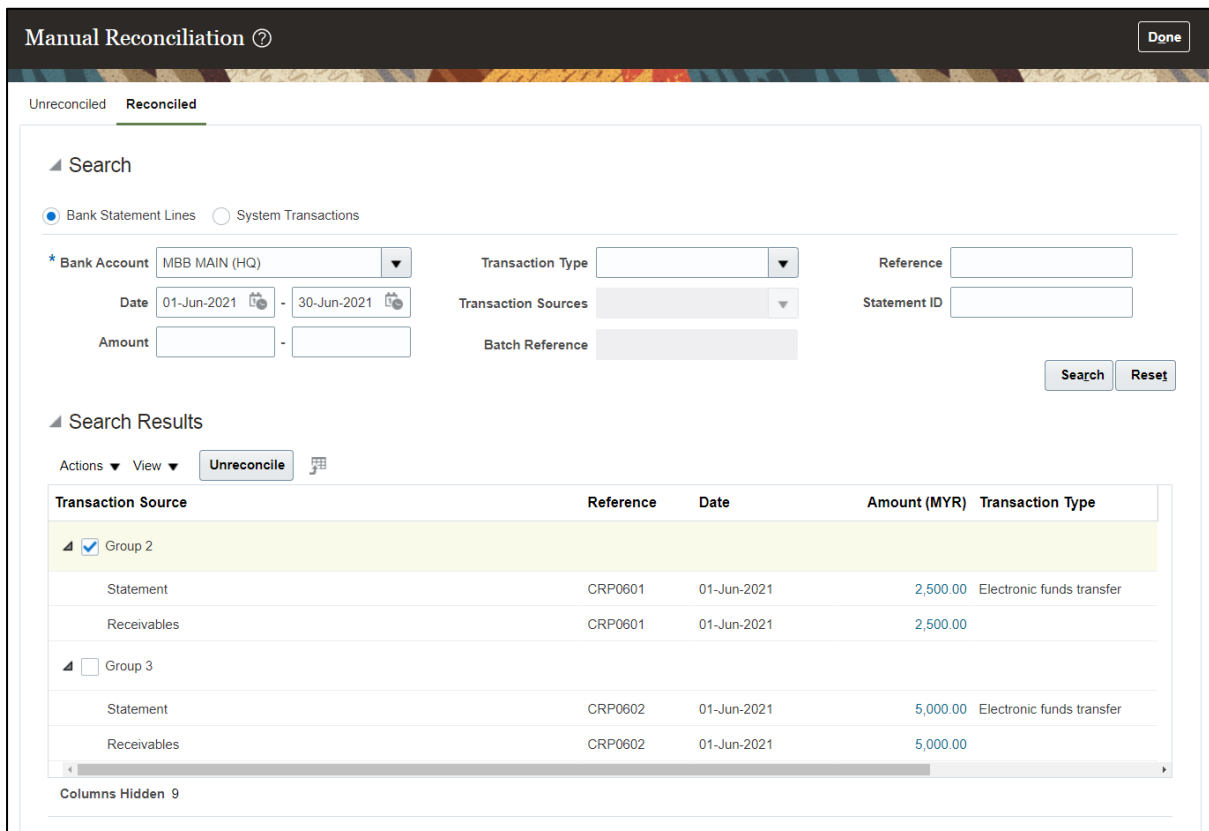 Manual Reconciliation ?
Done
Unreconciled Reconciled
Search
Bank Statement Lines System Transactions
* Bank Account MBB MAIN (HQ) Transaction Type Reference
Date 01-Jun-2021 - 30-Jun-2021 Transaction Sources Statement ID
Amount - Batch Reference
Search Reset
Search Results
Actions View Unreconcile
Transaction Source Reference Date Amount (MYR) Transaction Type
Group 2
Statement CRP0601 01-Jun-2021 2,500.00 Electronic funds transfer
Receivables CRP0601 01-Jun-2021 2,500.00
Group 3
Statement CRP0602 01-Jun-2021 5,000.00 Electronic funds transfer
Receivables CRP0602 01-Jun-2021 5,000.00
Columns Hidden 9